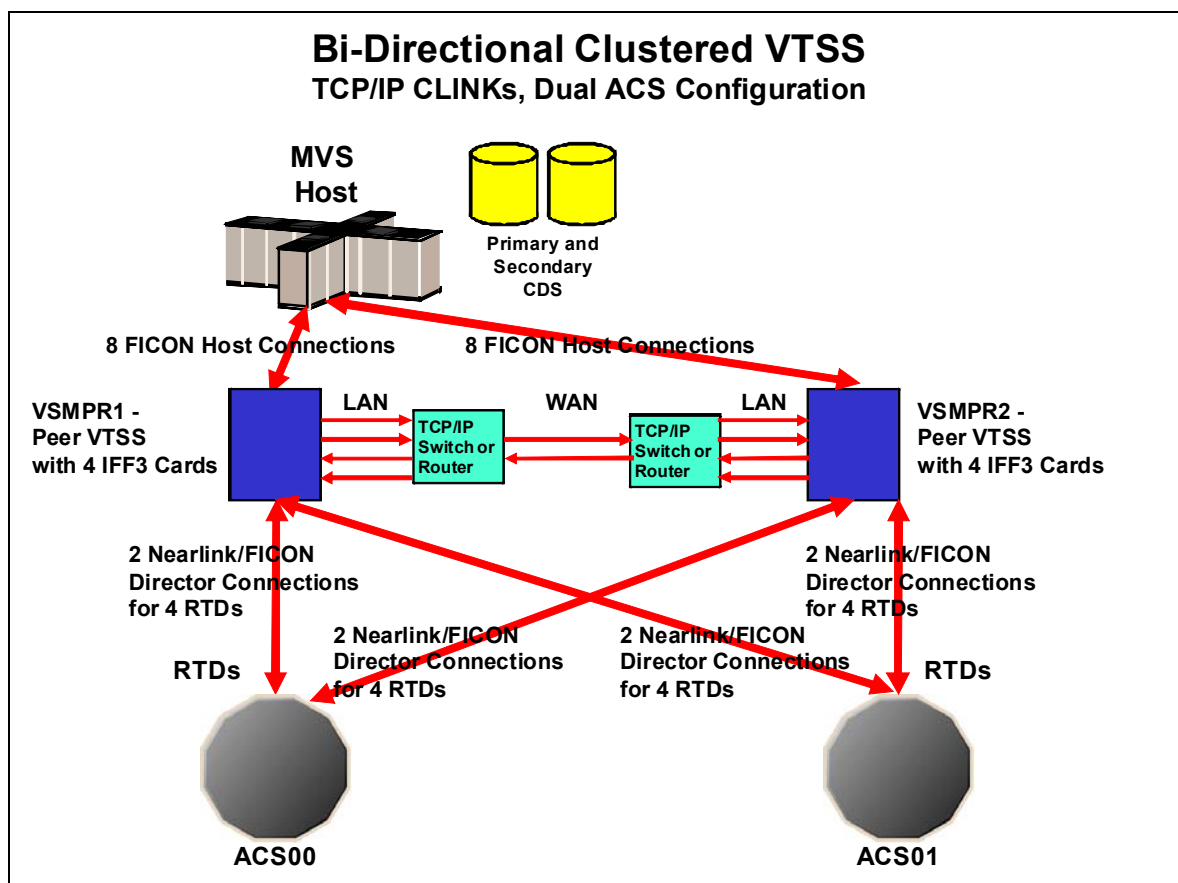 Bi-Directional Clustered VTSS
TCP/IP CLINKs, Dual ACS Configuration
MVS
Host
Primary and
Secondary
CDS
8 FICON Host Connections
8 FICON Host Connections
VSMPR1 -
Peer VTSS
with 4 IFF3 Cards
LAN
TCP/IP
Switch or
Router
WAN
TCP/IP
Switch or
Router
LAN
VSMPR2 -
Peer VTSS
with 4 IFF3 Cards
2 Nearlink/FICON
Director Connections
for 4 RTDs
2 Nearlink/FICON
Director Connections
for 4 RTDs
2 Nearlink/FICON
Director Connections
for 4 RTDs
2 Nearlink/FICON
Director Connections
for 4 RTDs
RTDs
RTDs
ACS00
ACS01